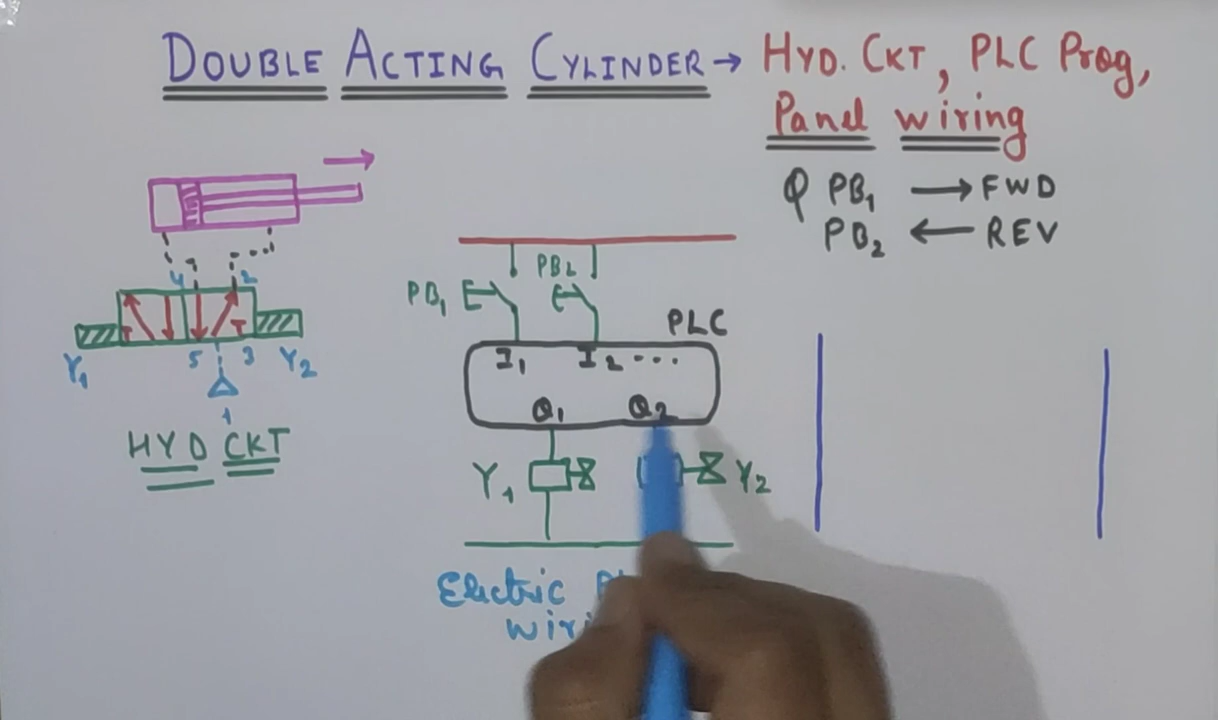 DOUBLE ACTING CYLINDER → HYD. CKT, PLC Prog,
Panel wiring
Q PB1 → FWD
PB2 ← REV
4 2
Y1 5 3 Y2
1
HYD CKT
PB1 PB2
PLC
I1 I2 ...
Q1 Q2
Y1 Y2
Electric